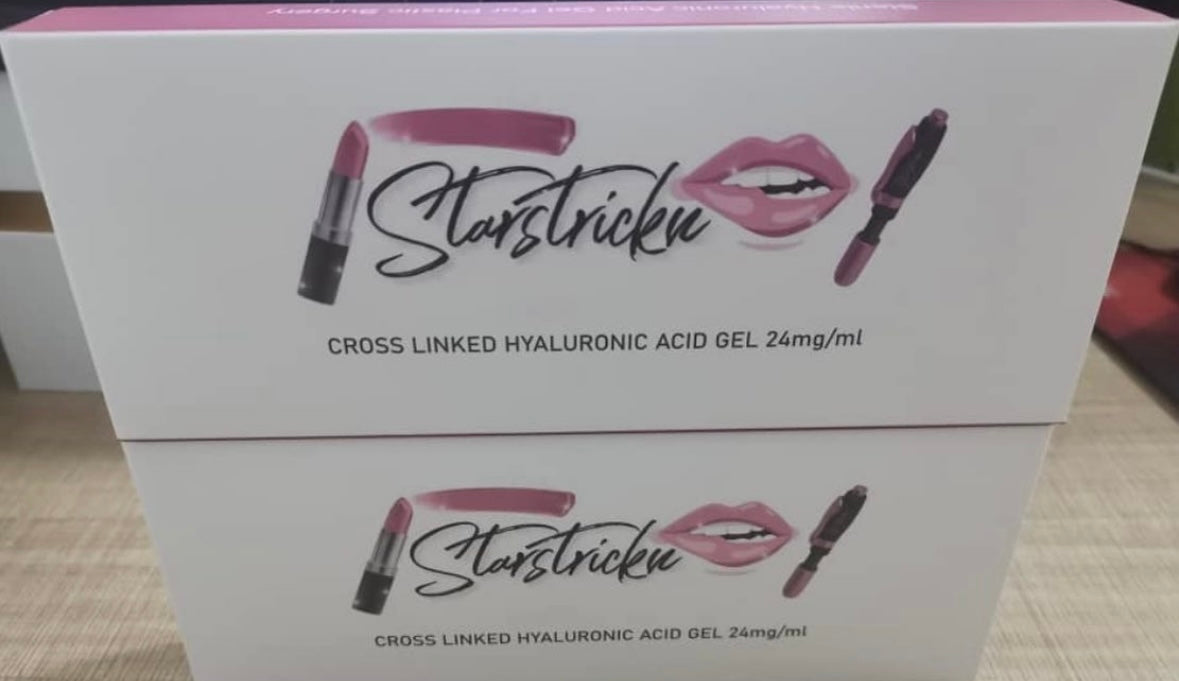 Sterile Hyaluronic Acid Gel For Plastic Surgery
Starstrickn
CROSS LINKED HYALURONIC ACID GEL 24mg/ml
Starstrickn
CROSS LINKED HYALURONIC ACID GEL 24mg/ml